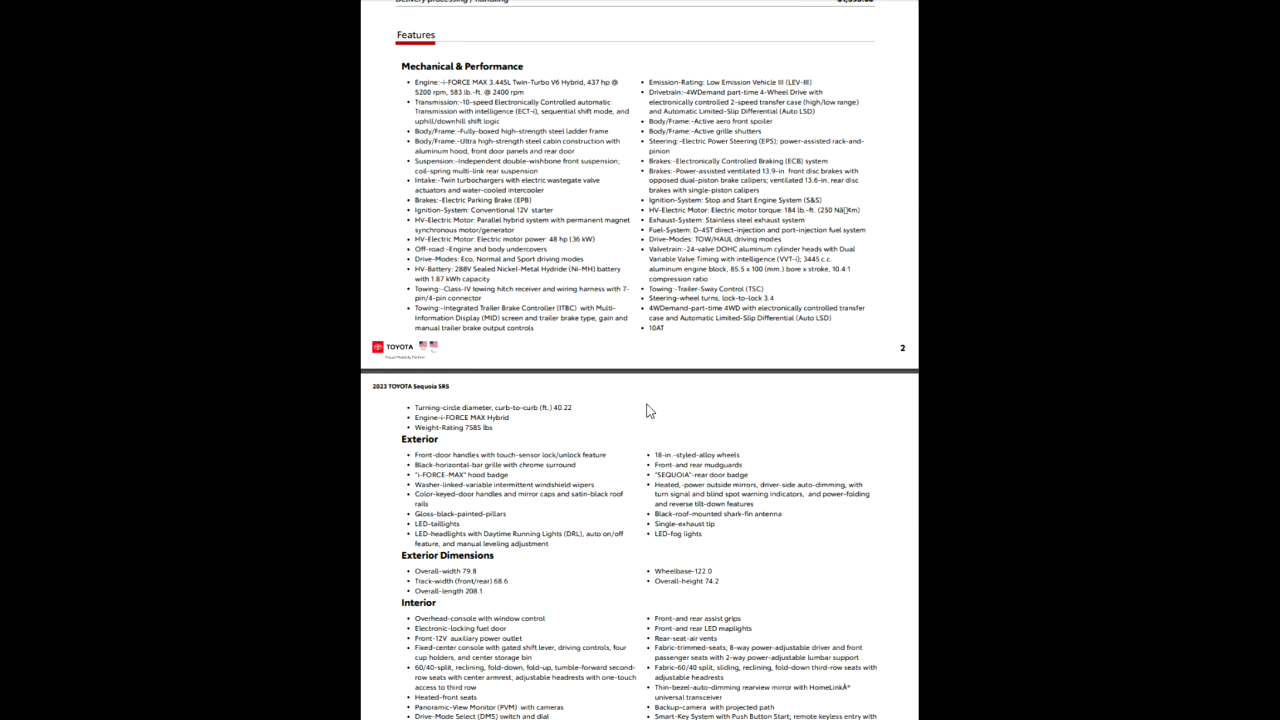 Delivery processing / handling
Features
Mechanical & Performance
• Engine:-i-FORCE MAX 3.445L Twin-Turbo V6 Hybrid, 437 hp @
5200 rpm, 583 lb.-ft. @ 2400 rpm
• Transmission:-10-speed Electronically Controlled automatic
Transmission with intelligence (ECT-i), sequential shift mode, and
uphill/downhill shift logic
• Body/Frame:-Fully-boxed high-strength steel ladder frame
• Body/Frame:-Ultra high-strength steel cabin construction with
aluminum hood, front door panels and rear door
• Suspension:-Independent double-wishbone front suspension;
coil-spring multi-link rear suspension
• Intake:-Twin turbochargers with electric wastegate valve
actuators and water-cooled intercooler
• Brakes:-Electric Parking Brake (EPB)
• Ignition-System: Conventional 12V starter
• HV-Electric Motor: Parallel hybrid system with permanent magnet
synchronous motor/generator
• HV-Electric Motor: Electric motor power: 48 hp (36 kW)
• Off-road:-Engine and body undercovers
• Drive-Modes: Eco, Normal and Sport driving modes
• HV-Battery: 288V Sealed Nickel-Metal Hydride (Ni-MH) battery
with 1.87 kWh capacity
• Towing:-Class-IV towing hitch receiver and wiring harness with 7-
pin/4-pin connector
• Towing:-Integrated Trailer Brake Controller (ITBC) with Multi-
Information Display (MID) screen and trailer brake type, gain and
manual trailer brake output controls
• Emission-Rating: Low Emission Vehicle III (LEV-III)
• Drivetrain:-4WDemand part-time 4-Wheel Drive with
electronically controlled 2-speed transfer case (high/low range)
and Automatic Limited-Slip Differential (Auto LSD)
• Body/Frame:-Active aero front spoiler
• Body/Frame:-Active grille shutters
• Steering:-Electric Power Steering (EPS); power-assisted rack-and-
pinion
• Brakes:-Electronically Controlled Braking (ECB) system
• Brakes:-Power-assisted ventilated 13.9-in. front disc brakes with
opposed dual-piston brake calipers; ventilated 13.6-in. rear disc
brakes with single-piston calipers
• Ignition-System: Stop and Start Engine System (S&S)
• HV-Electric Motor: Electric motor torque: 184 lb.-ft. (250 Nâ▯¢m)
• Exhaust-System: Stainless steel exhaust system
• Fuel-System: D-4ST direct-injection and port-injection fuel system
• Drive-Modes: TOW/HAUL driving modes
• Valvetrain:-24-valve DOHC aluminum cylinder heads with Dual
Variable Valve Timing with intelligence (VVT-i); 3445 c.c.
aluminum engine block, 85.5 x 100 (mm.) bore x stroke, 10.4:1
compression ratio
• Towing:-Trailer-Sway Control (TSC)
• Steering-wheel turns, lock-to-lock 3.4
• 4WDemand-part-time 4WD with electronically controlled transfer
case and Automatic Limited-Slip Differential (Auto LSD)
• 10AT
TOYOTA
Proud Mobility Partner
2
2023 TOYOTA Sequoia SR5
• Turning-circle diameter, curb-to-curb (ft.) 40.22
• Engine-i-FORCE MAX Hybrid
• Weight-Rating 7585 lbs
Exterior
• Front-door handles with touch-sensor lock/unlock feature
• Black-horizontal-bar grille with chrome surround
• "i-FORCE-MAX" hood badge
• Washer-linked-variable intermittent windshield wipers
• Color-keyed-door handles and mirror caps and satin-black roof
rails
• Gloss-black-painted-pillars
• LED-taillights
• LED-headlights with Daytime Running Lights (DRL), auto on/off
feature, and manual leveling adjustment
• 18-in.-styled-alloy wheels
• Front-and rear mudguards
• "SEQUOIA"-rear door badge
• Heated,-power outside mirrors, driver-side auto-dimming, with
turn signal and blind spot warning indicators, and power-folding
and reverse tilt-down features
• Black-roof-mounted shark-fin antenna
• Single-exhaust tip
• LED-fog lights
Exterior Dimensions
• Overall-width 79.8
• Track-width (front/rear) 68.6
• Overall-length 208.1
• Wheelbase-122.0
• Overall-height 74.2
Interior
• Overhead-console with window control
• Electronic-locking fuel door
• Front-12V auxiliary power outlet
• Fixed-center console with gated shift lever, driving controls, four
cup holders, and center storage bin
• 60/40-split, reclining, fold-down, fold-up, tumble-forward second-
row seats with center armrest; adjustable headrests with one-touch
access to third row
• Heated-front seats
• Panoramic-View Monitor (PVM) with cameras
• Drive-Mode Select (DMS) switch and dial
• Front-and rear assist grips
• Front-and rear LED maplights
• Rear-seat-air vents
• Fabric-trimmed-seats, 8-way power-adjustable driver and front
passenger seats with 2-way power-adjustable lumbar support
• Fabric-60/40 split, sliding, reclining, fold-down third-row seats with
adjustable headrests
• Thin-bezel-auto-dimming rearview mirror with HomeLinkÂ®
universal transceiver
• Backup-camera with projected path
• Smart-Key System with Push Button Start; remote keyless entry with